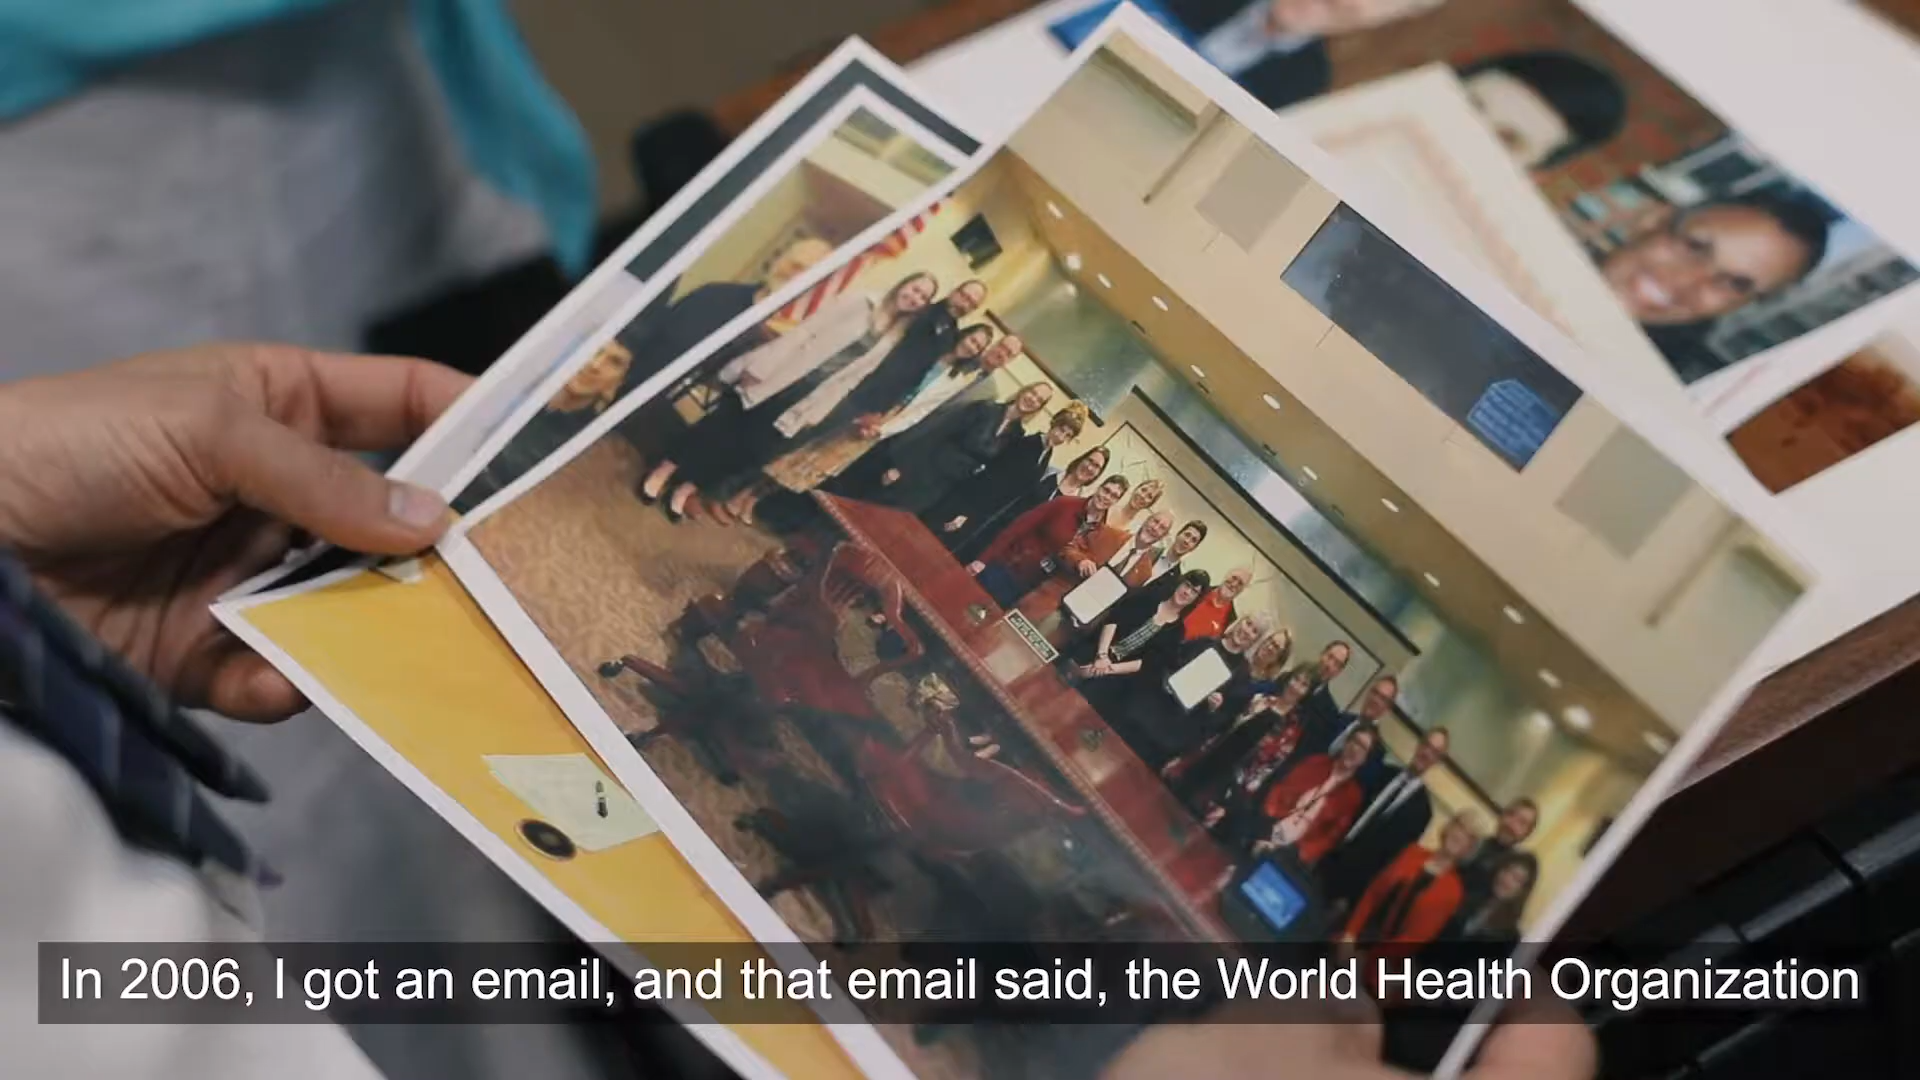 In 2006, I got an email, and that email said, the World Health Organization